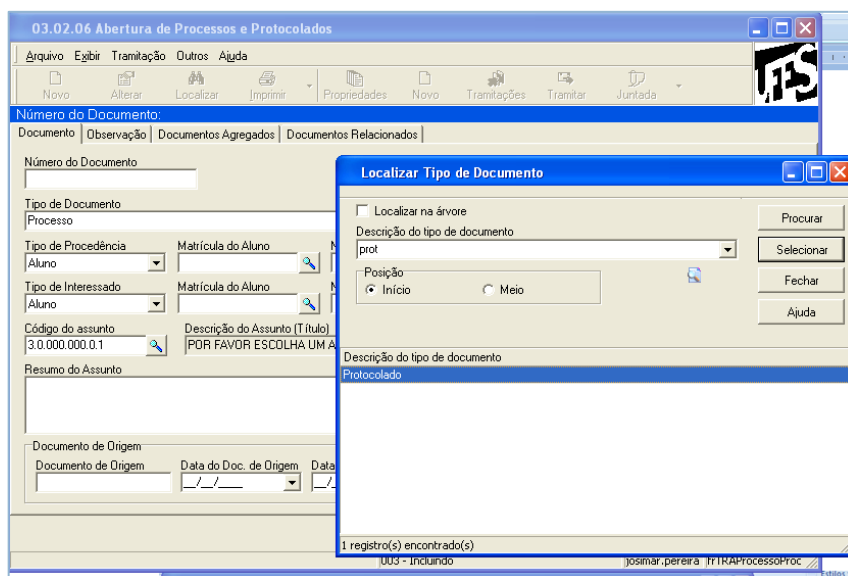 03.02.06 Abertura de Processos e Protocolados
Arquivo Exibir Tramitação Outros Ajuda
Novo Alterar Localizar Imprimir Propriedades Novo Tramitações Tramitar Juntada
UFS
Número do Documento:
Documento Observação Documentos Agregados Documentos Relacionados
Número do Documento
Tipo de Documento
Processo
Tipo de Procedência Matrícula do Aluno
Aluno
Tipo de Interessado Matrícula do Aluno
Aluno
Código do assunto Descrição do Assunto (Título)
3.0.000.000.0.1 POR FAVOR ESCOLHA UM A
Resumo do Assunto
Documento de Origem
Documento de Origem Data do Doc. de Origem Data
__/__/____ __/_
003 - Incluindo josimar.pereira frTRAProcessoProc
Localizar Tipo de Documento
Localizar na árvore
Procurar
Descrição do tipo de documento
prot
Selecionar
Posição
Início Meio
Fechar
Ajuda
Descrição do tipo de documento
Protocolado
1 registro(s) encontrado(s)
Estilos